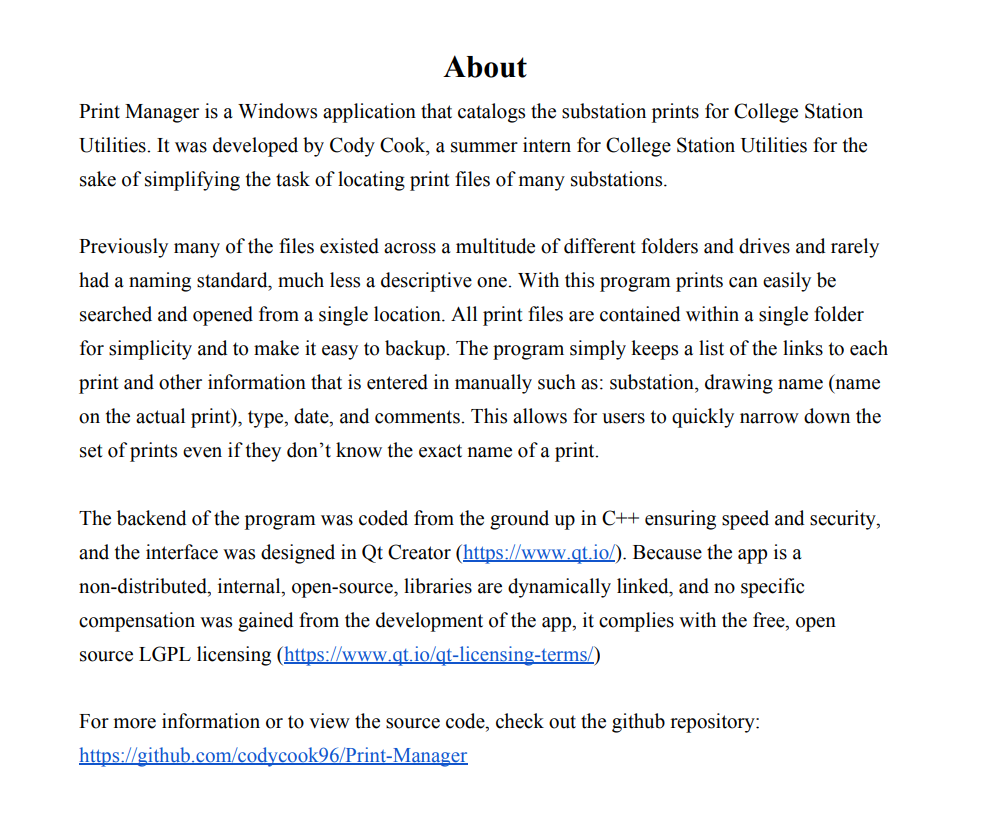 About
Print Manager is a Windows application that catalogs the substation prints for College Station
Utilities. It was developed by Cody Cook, a summer intern for College Station Utilities for the
sake of simplifying the task of locating print files of many substations.
Previously many of the files existed across a multitude of different folders and drives and rarely
had a naming standard, much less a descriptive one. With this program prints can easily be
searched and opened from a single location. All print files are contained within a single folder
for simplicity and to make it easy to backup. The program simply keeps a list of the links to each
print and other information that is entered in manually such as: substation, drawing name (name
on the actual print), type, date, and comments. This allows for users to quickly narrow down the
set of prints even if they don’t know the exact name of a print.
The backend of the program was coded from the ground up in C++ ensuring speed and security,
and the interface was designed in Qt Creator (https://www.qt.io/). Because the app is a
non-distributed, internal, open-source, libraries are dynamically linked, and no specific
compensation was gained from the development of the app, it complies with the free, open
source LGPL licensing (https://www.qt.io/qt-licensing-terms/)
For more information or to view the source code, check out the github repository:
https://github.com/codycook96/Print-Manager